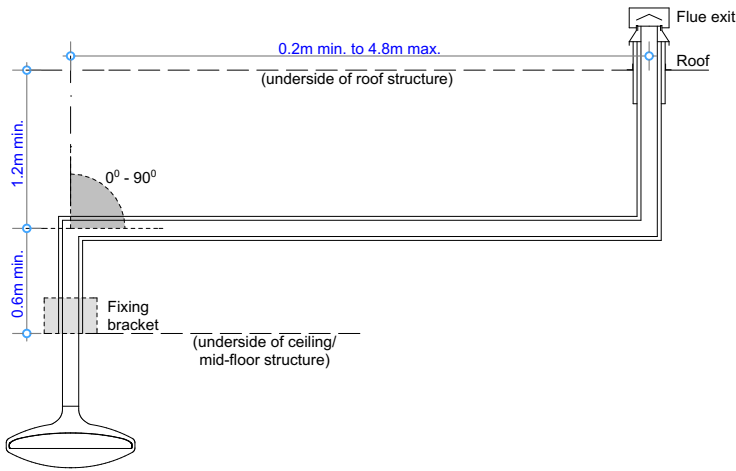 Flue exit
0.2m min. to 4.8m max.
Roof
(underside of roof structure)
1.2m min.
0⁰ - 90⁰
0.6m min.
Fixing
bracket
(underside of ceiling/
mid-floor structure)